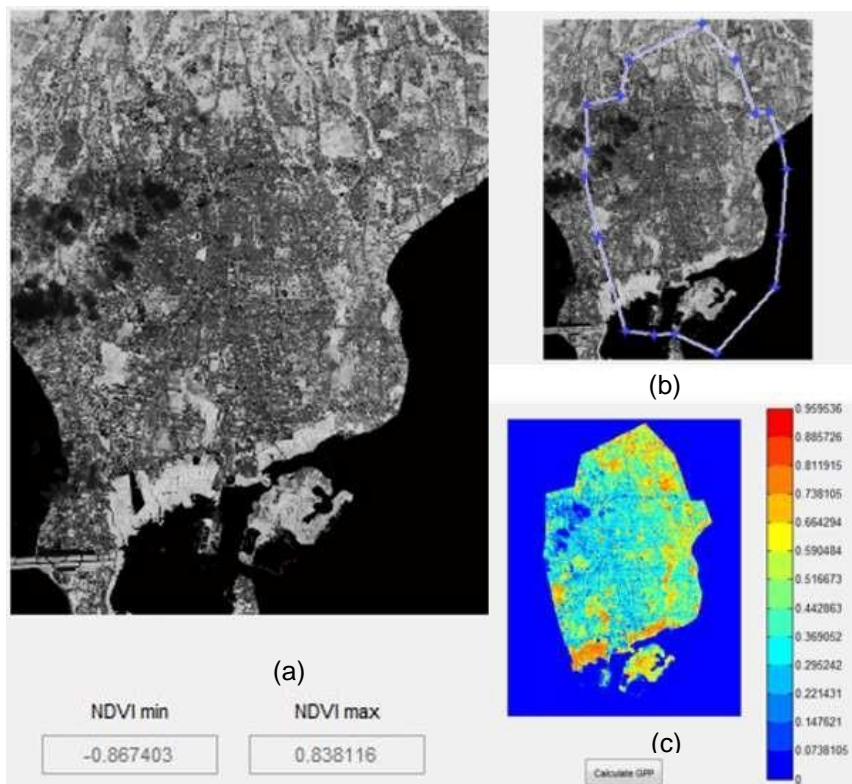 (a)
NDVI min
NDVI max
-0.867403
0.838116
(b)
0.959536
0.885726
0.811915
0.738105
0.664294
0.590484
0.516673
0.442863
0.369052
0.295242
0.221431
0.147621
0.0738105
0
(c)
Calculate GPP